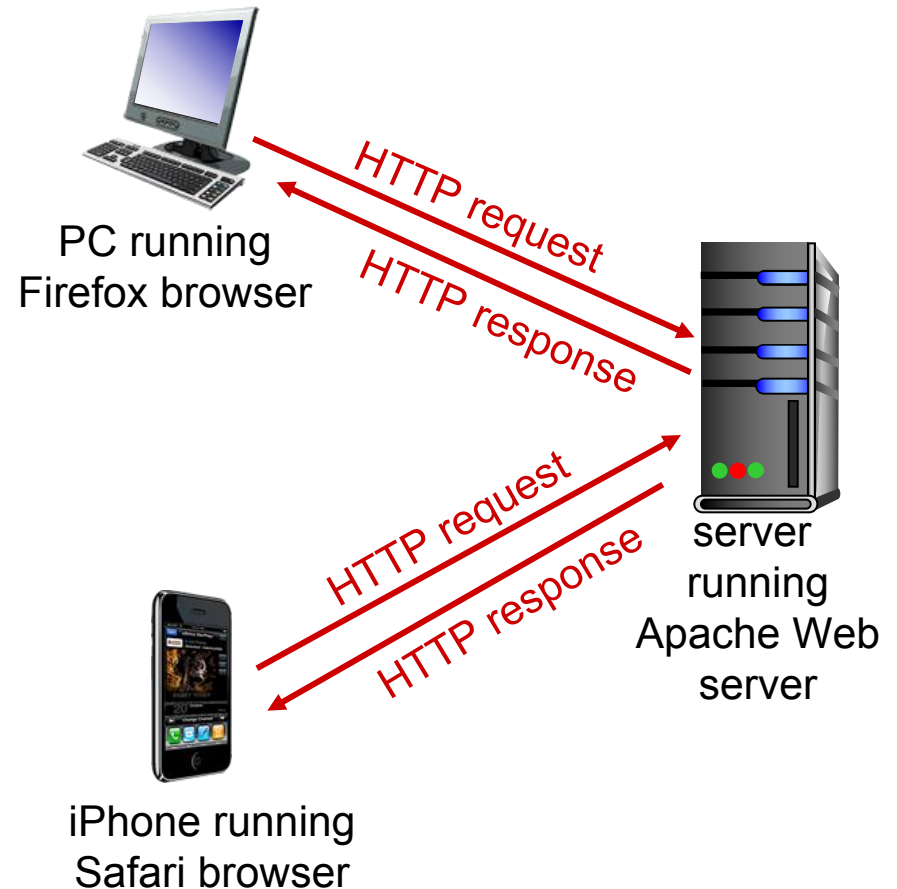 HTTP request
HTTP response
PC running
Firefox browser
HTTP request
HTTP response
server
running
Apache Web
server
iPhone running
Safari browser